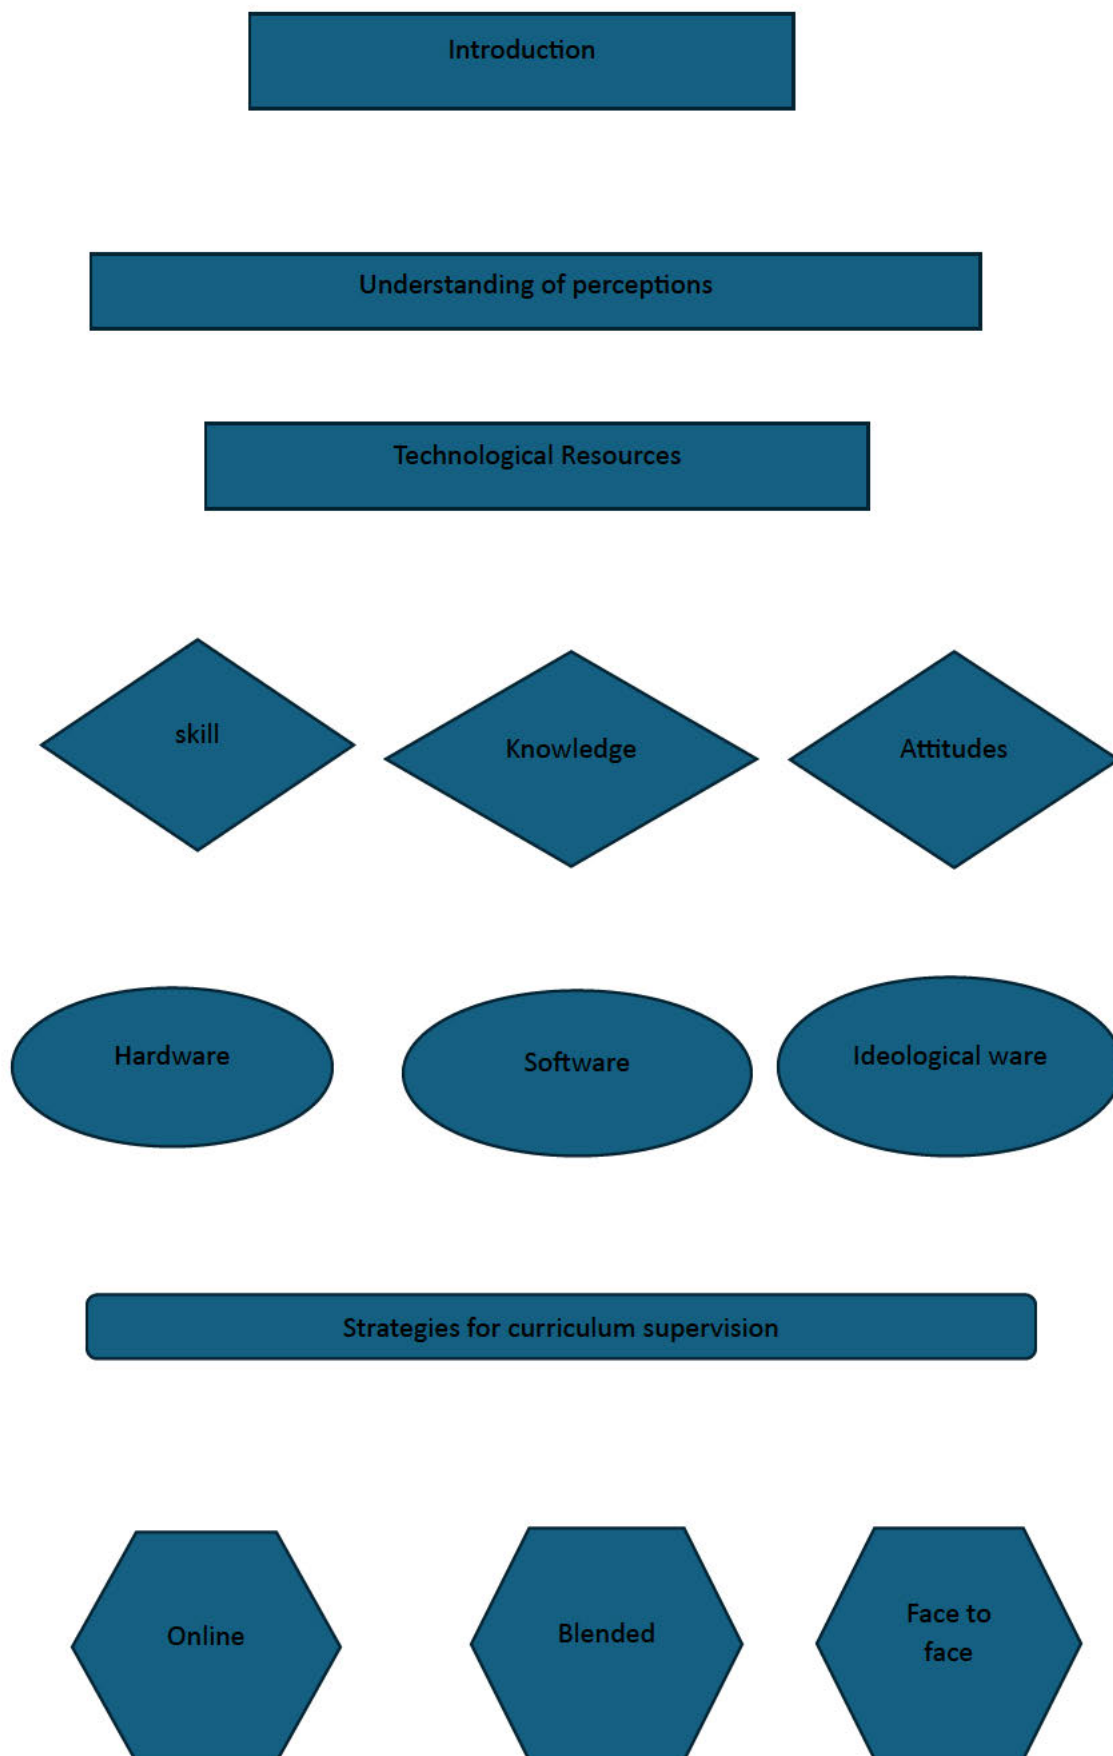 Introduction
Understanding of perceptions
Technological Resources
skill
Knowledge
Attitudes
Hardware
Software
Ideological ware
Strategies for curriculum supervision
Online
Blended
Face to
face